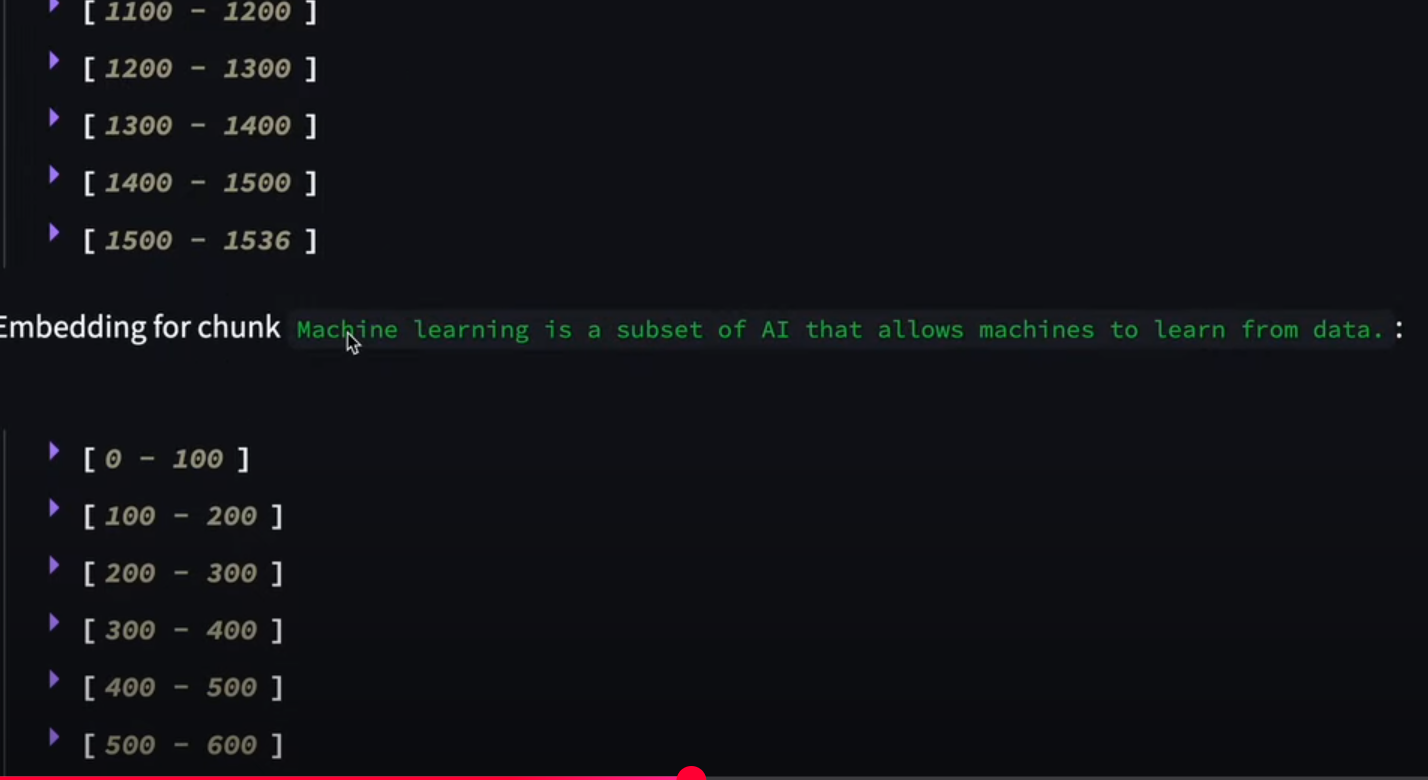 [ 1100 - 1200 ]
[ 1200 - 1300 ]
[ 1300 - 1400 ]
[ 1400 - 1500 ]
[ 1500 - 1536 ]
Embedding for chunk Machine learning is a subset of AI that allows machines to learn from data. :
[ 0 - 100 ]
[ 100 - 200 ]
[ 200 - 300 ]
[ 300 - 400 ]
[ 400 - 500 ]
[ 500 - 600 ]